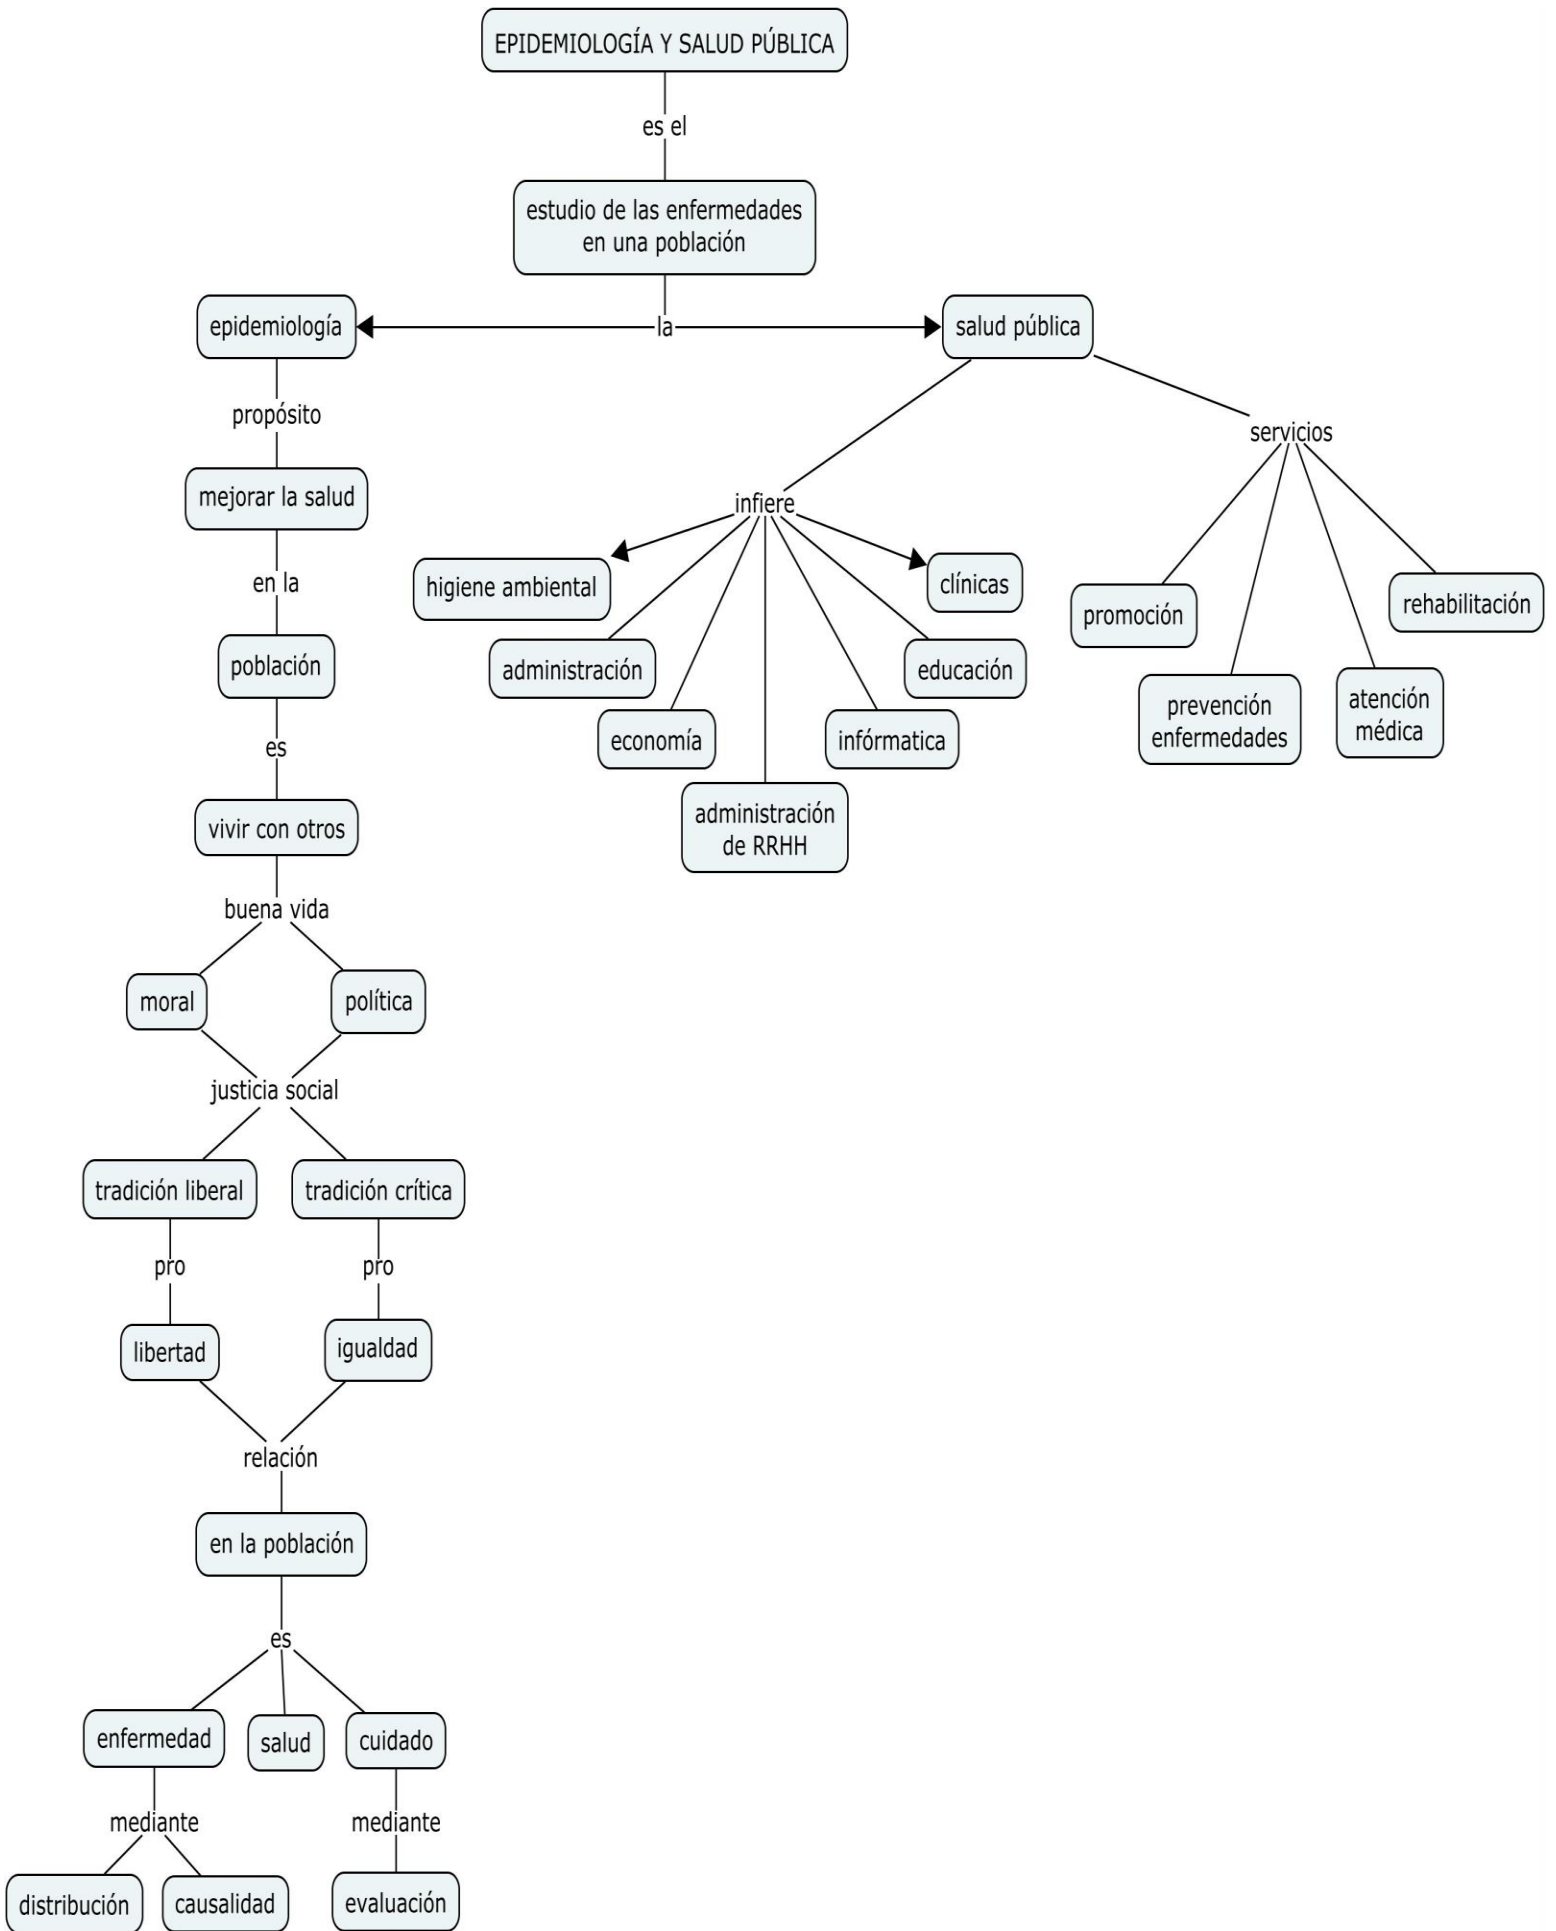 EPIDEMIOLOGÍA Y SALUD PÚBLICA
es el
estudio de las enfermedades
en una población
la
epidemiología
propósito
mejorar la salud
en la
población
es
vivir con otros
buena vida
moral
política
justicia social
tradición liberal
tradición crítica
pro
pro
libertad
igualdad
relación
en la población
es
enfermedad
salud
cuidado
mediante
mediante
distribución
causalidad
evaluación
salud pública
infiere
higiene ambiental
administración
economía
administración
de RRHH
infórmatica
educación
clínicas
servicios
promoción
prevención
enfermedades
atención
médica
rehabilitación